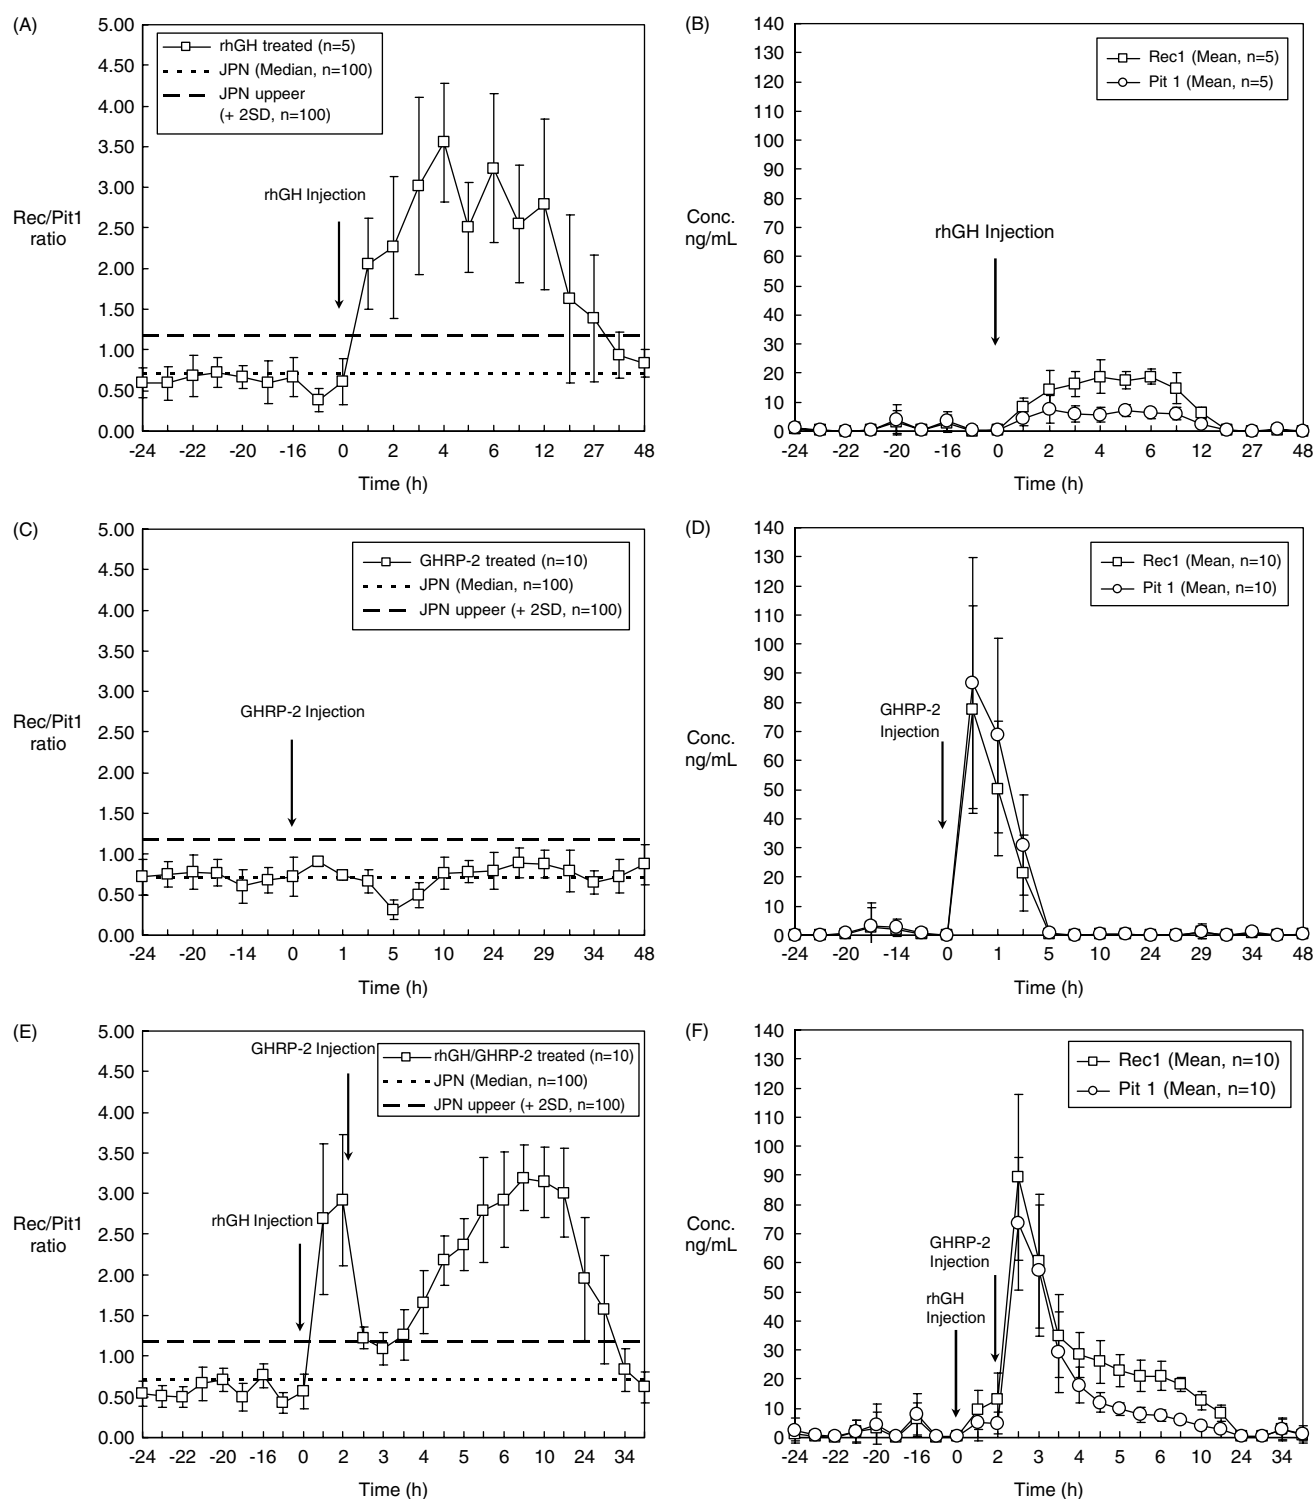 (A)
5.00
4.50
4.00
3.50
3.00
2.50
2.00
1.50
1.00
0.50
0.00
Rec/Pit1
ratio
rhGH treated (n=5)
JPN (Median, n=100)
JPN uppeer
(+ 2SD, n=100)
rhGH Injection
-24 -22 -20 -16 0 2 4 6 12 27 48
Time (h)
(B)
140
130
120
110
100
90
80
70
60
50
40
30
20
10
0
Conc.
ng/mL
Rec1 (Mean, n=5)
Pit 1 (Mean, n=5)
rhGH Injection
-24 -22 -20 -16 0 2 4 6 12 27 48
Time (h)
(C)
5.00
4.50
4.00
3.50
3.00
2.50
2.00
1.50
1.00
0.50
0.00
Rec/Pit1
ratio
GHRP-2 treated (n=10)
JPN (Median, n=100)
JPN uppeer (+ 2SD, n=100)
GHRP-2 Injection
-24 -20 -14 0 1 5 10 24 29 34 48
Time (h)
(D)
140
130
120
110
100
90
80
70
60
50
40
30
20
10
0
Conc.
ng/mL
Rec1 (Mean, n=10)
Pit 1 (Mean, n=10)
GHRP-2
Injection
-24 -20 -14 0 1 5 10 24 29 34 48
Time (h)
(E)
5.00
4.50
4.00
3.50
3.00
2.50
2.00
1.50
1.00
0.50
0.00
Rec/Pit1
ratio
GHRP-2 Injection
rhGH/GHRP-2 treated (n=10)
JPN (Median, n=100)
JPN uppeer (+ 2SD, n=100)
rhGH Injection
-24 -22 -20 -16 0 2 3 4 5 6 10 24 34
Time (h)
(F)
140
130
120
110
100
90
80
70
60
50
40
30
20
10
0
Conc.
ng/mL
Rec1 (Mean, n=10)
Pit 1 (Mean, n=10)
GHRP-2
Injection
rhGH
Injection
-24 -22 -20 -16 0 2 3 4 5 6 10 24 34
Time (h)